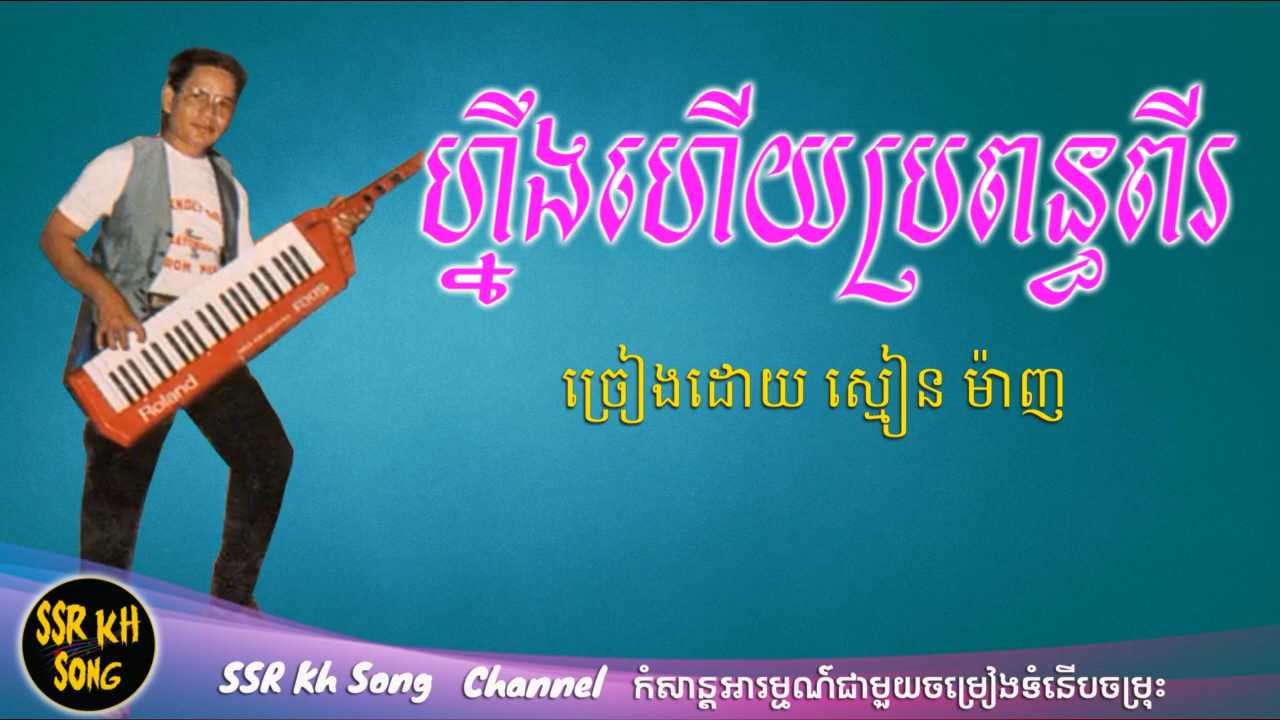 ហ្នឹងហើយប្រពន្ធពីរ
ច្រៀងដោយ ស្មៀន ម៉ាញ
Roland
SSR KH
SONG
SSR Kh Song Channel កំសាន្តអារម្មណ៍ជាមួយចម្រៀងទំនើបចម្រុះ